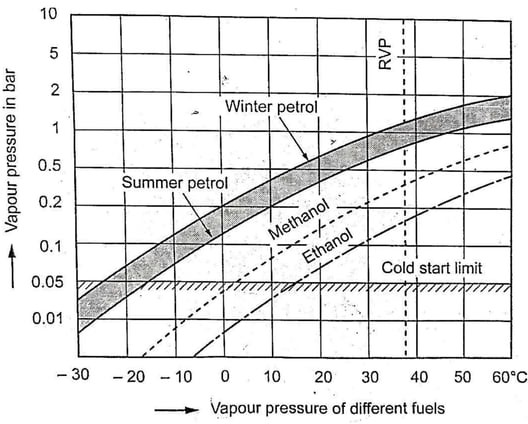 10
5
2
1
0.5
0.2
0.1
0.05
0.01
Vapour pressure in bar
RVP
Winter petrol
Summer petrol
Methanol
Ethanol
Cold start limit
– 30 – 20 – 10 0 10 20 30 40 50 60°C
Vapour pressure of different fuels